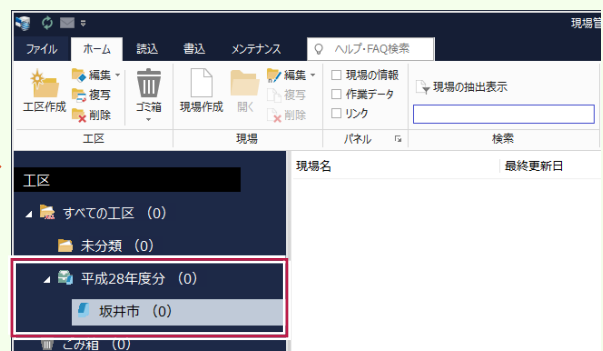 現場管
ファイル ホーム 読込 書込 メンテナンス ヘルプ・FAQ検索
工区作成 編集 複写 削除 ゴミ箱 現場作成 開く 編集 複写 削除 現場の情報 作業データ リンク 現場の抽出表示
工区 現場 パネル 検索
工区 現場名 最終更新日
すべての工区 (0)
未分類 (0)
平成28年度分 (0)
坂井市 (0)
ごみ箱 (0)